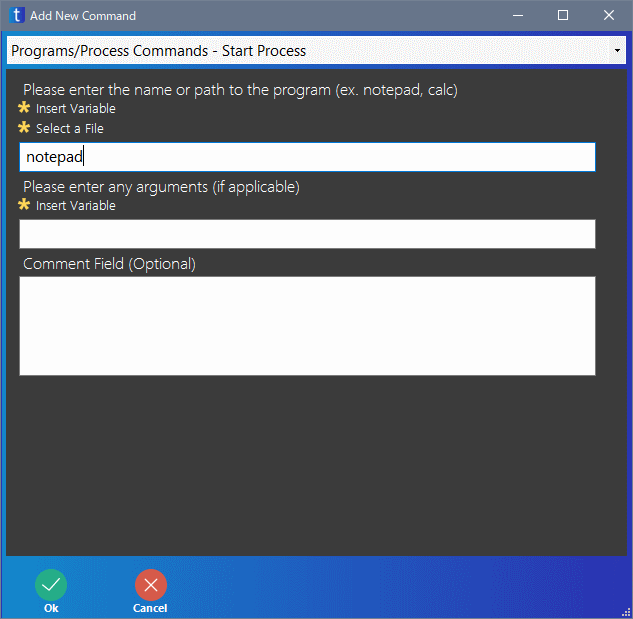 t Add New Command
Programs/Process Commands - Start Process
Please enter the name or path to the program (ex. notepad, calc)
Insert Variable
Select a File
notepad
Please enter any arguments (if applicable)
Insert Variable
Comment Field (Optional)
Ok Cancel